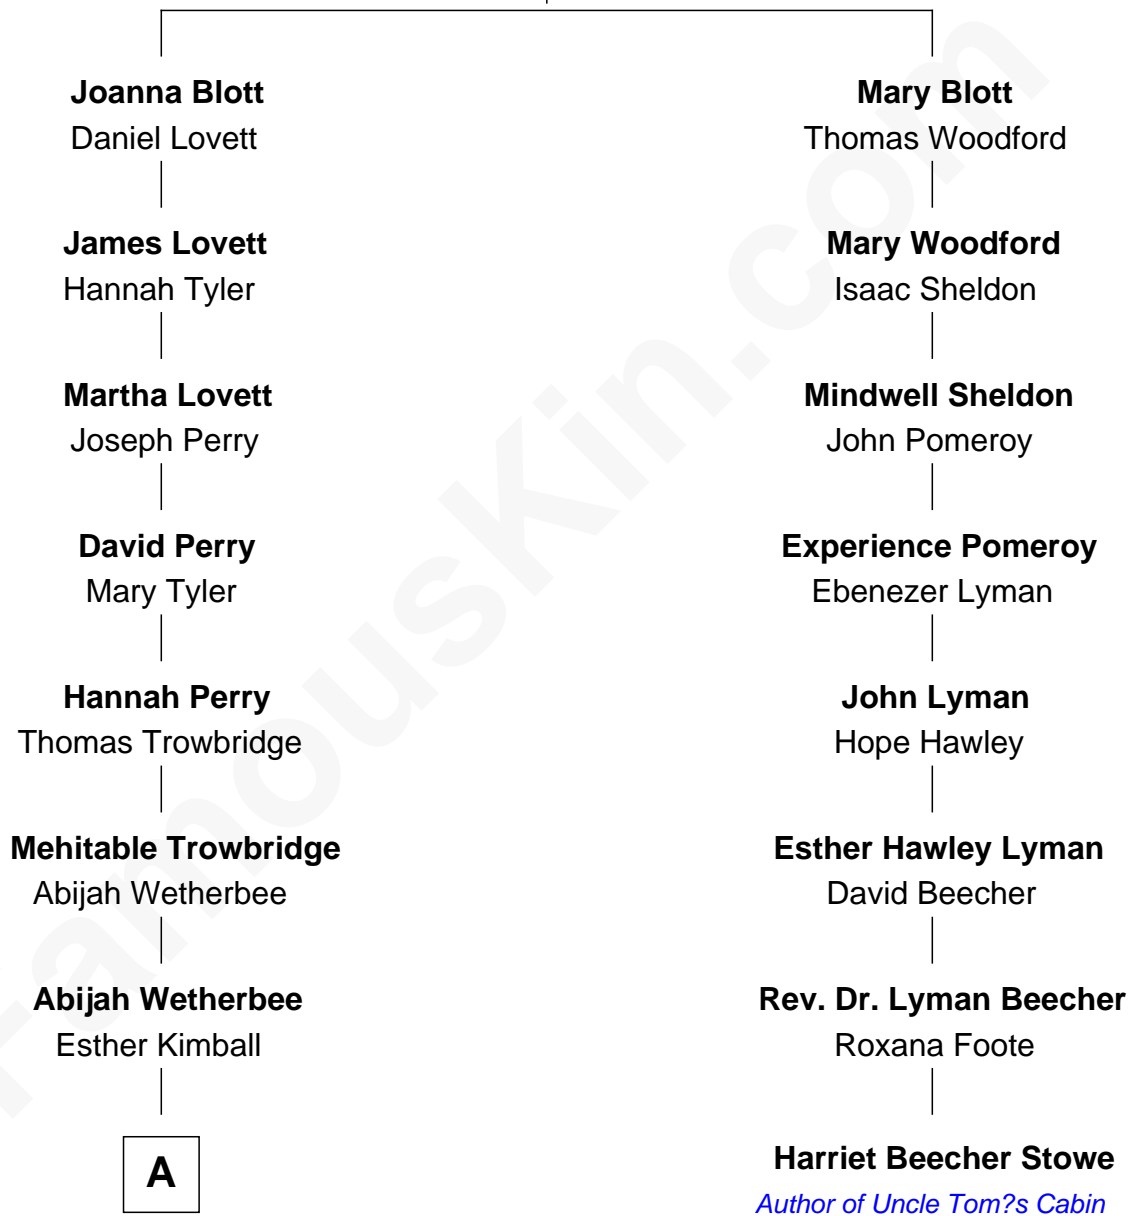 Joanna Blott
Daniel Lovett
James Lovett
Hannah Tyler
Martha Lovett
Joseph Perry
David Perry
Mary Tyler
Hannah Perry
Thomas Trowbridge
Mehitable Trowbridge
Abijah Wetherbee
Abijah Wetherbee
Esther Kimball
A
Mary Blott
Thomas Woodford
Mary Woodford
Isaac Sheldon
Mindwell Sheldon
John Pomeroy
Experience Pomeroy
Ebenezer Lyman
John Lyman
Hope Hawley
Esther Hawley Lyman
David Beecher
Rev. Dr. Lyman Beecher
Roxana Foote
Harriet Beecher Stowe
Author of Uncle Tom?s Cabin
FamousKin.com